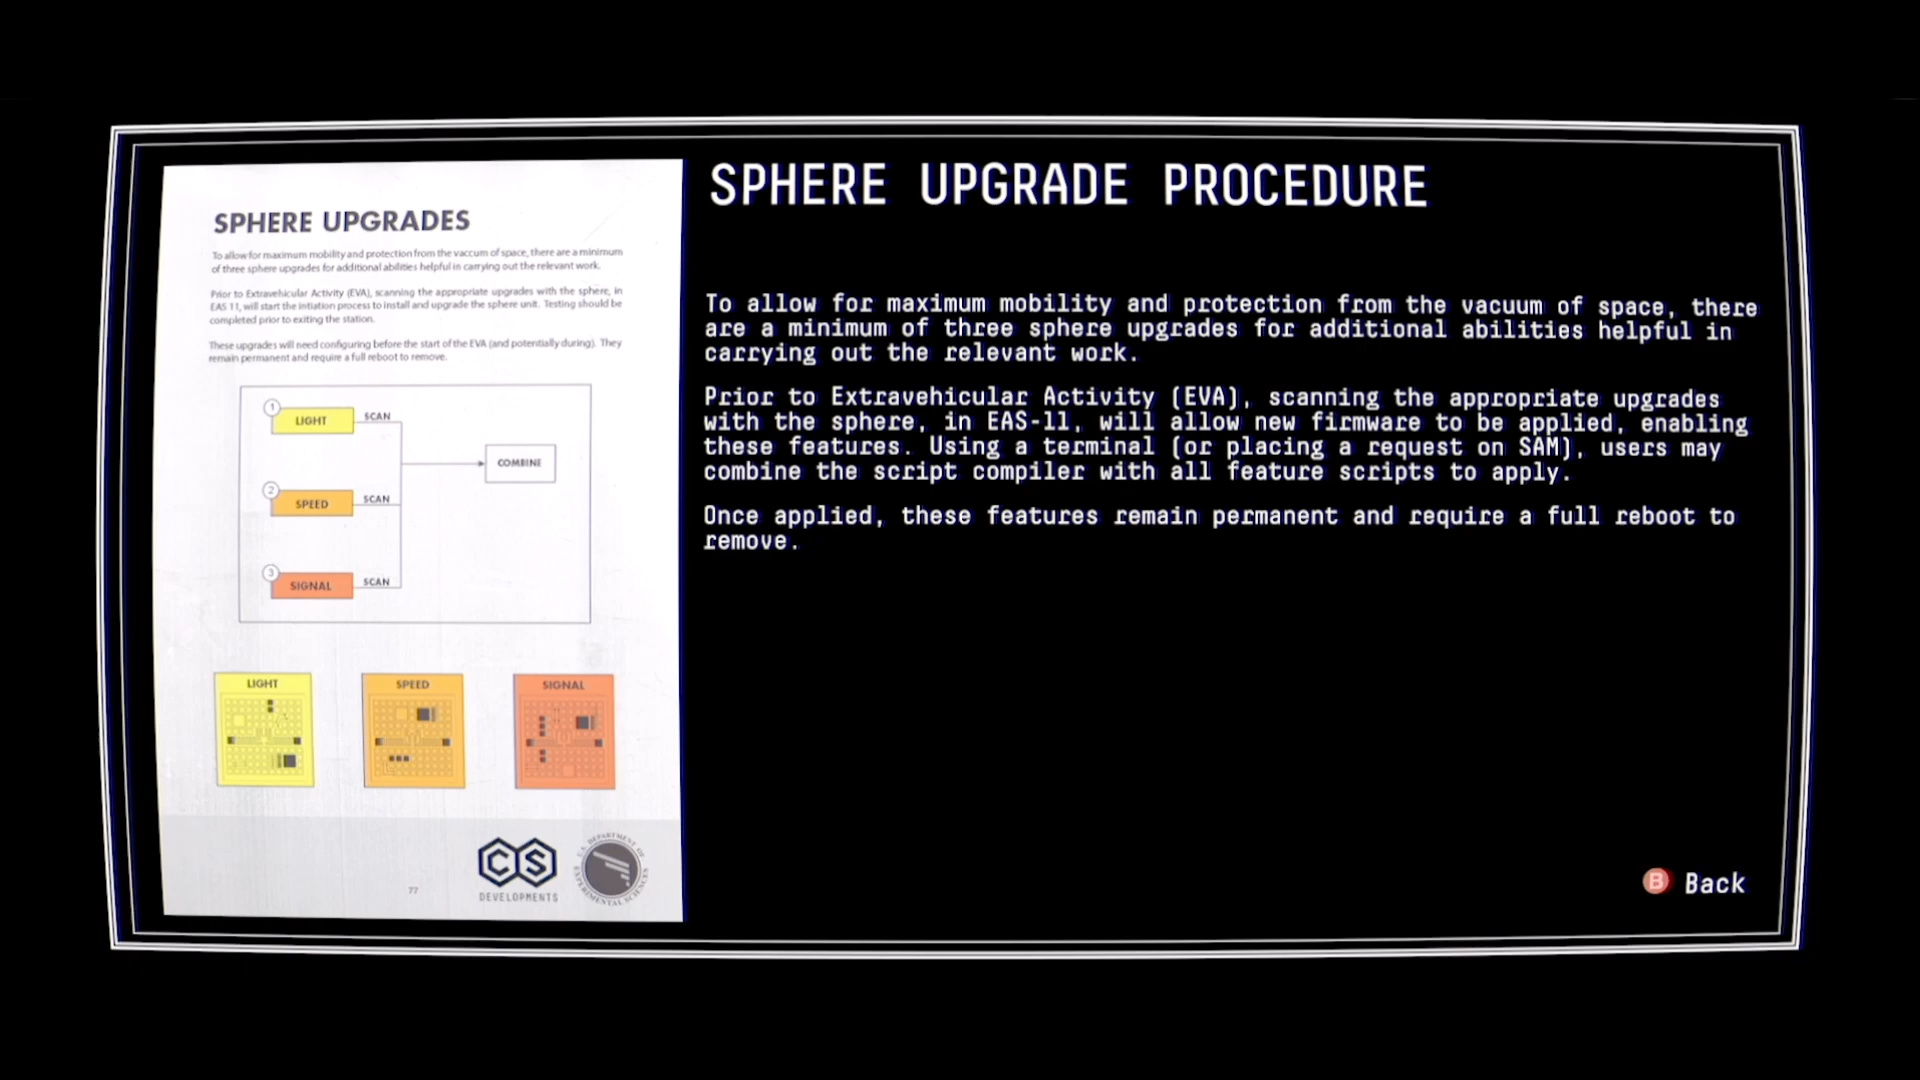 SPHERE UPGRADES
To allow for maximum mobility and protection from the vaccum of space, there are a minimum
of three sphere upgrades for additional abilities helpful in carrying out the relevant work.
Prior to Extravehicular Activity (EVA), scanning the appropriate upgrades with the sphere, in
EAS 11, will start the intiation process to install and upgrade the sphere unit. Testing should be
completed prior to exiting the station.
These upgrades will need configuring before the start of the EVA (and potentially during). They
remain permanent and require a full reboot to remove.
1
LIGHT
SCAN
COMBINE
2
SPEED
SCAN
3
SIGNAL
SCAN
LIGHT
SPEED
SIGNAL
CS
DEVELOPMENTS
U.S. DEPARTMENT OF
EXPERIMENTAL SCIENCES
77
SPHERE UPGRADE PROCEDURE
To allow for maximum mobility and protection from the vacuum of space, there
are a minimum of three sphere upgrades for additional abilities helpful in
carrying out the relevant work.
Prior to Extravehicular Activity (EVA), scanning the appropriate upgrades
with the sphere, in EAS-11, will allow new firmware to be applied, enabling
these features. Using a terminal (or placing a request on SAM), users may
combine the script compiler with all feature scripts to apply.
Once applied, these features remain permanent and require a full reboot to
remove.
B Back